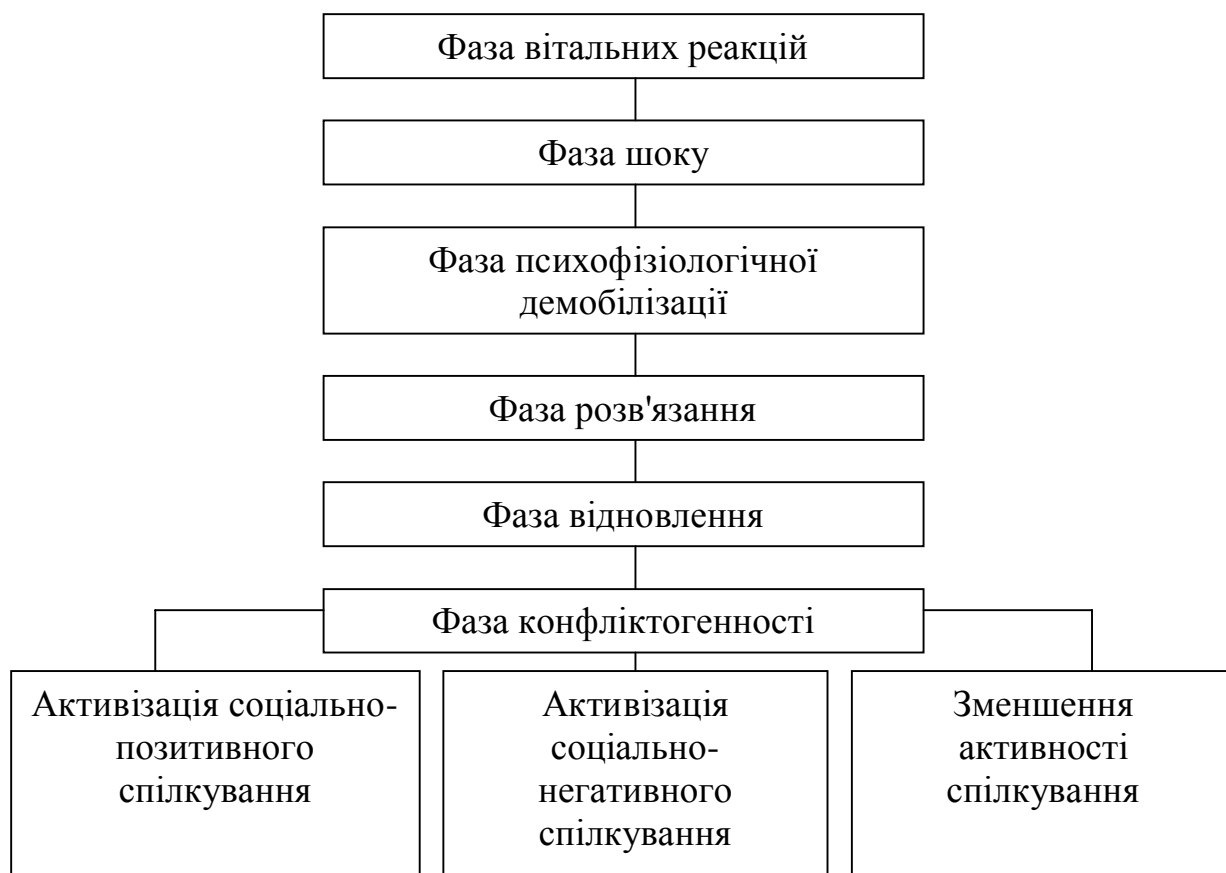 Фаза вітальних реакцій
Фаза шоку
Фаза психофізіологічної
демобілізації
Фаза розв'язання
Фаза відновлення
Фаза конфліктогенності
Активізація соціально-
позитивного
спілкування
Активізація
соціально-
негативного
спілкування
Зменшення
активності
спілкування